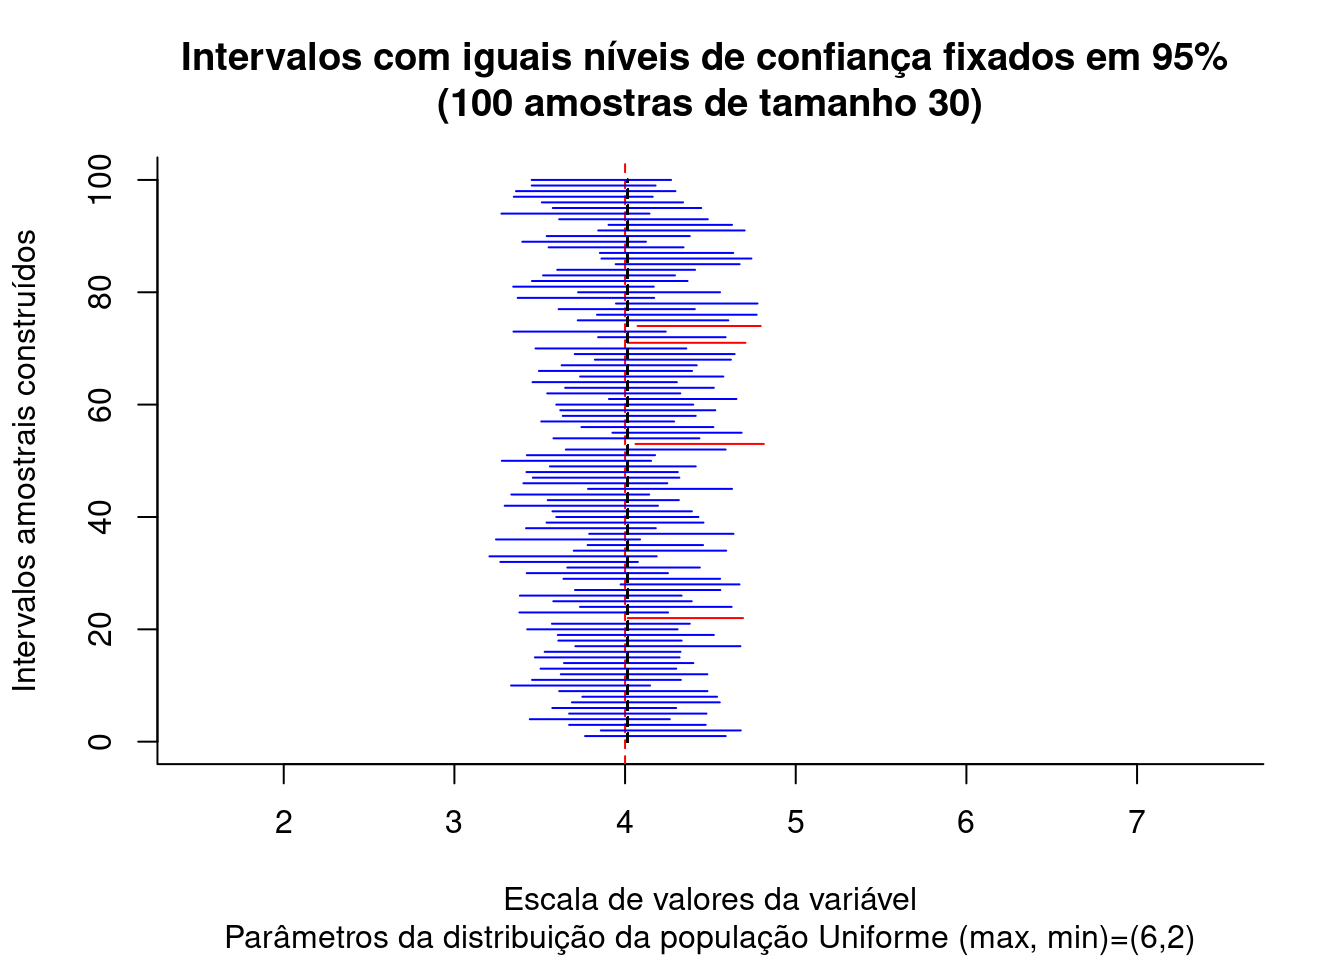 Intervalos com iguais níveis de confiança fixados em 95%
(100 amostras de tamanho 30)
Intervalos amostrais construídos
100
80
60
40
20
0
2 3 4 5 6 7
Escala de valores da variável
Parâmetros da distribuição da população Uniforme (max, min)=(6,2)